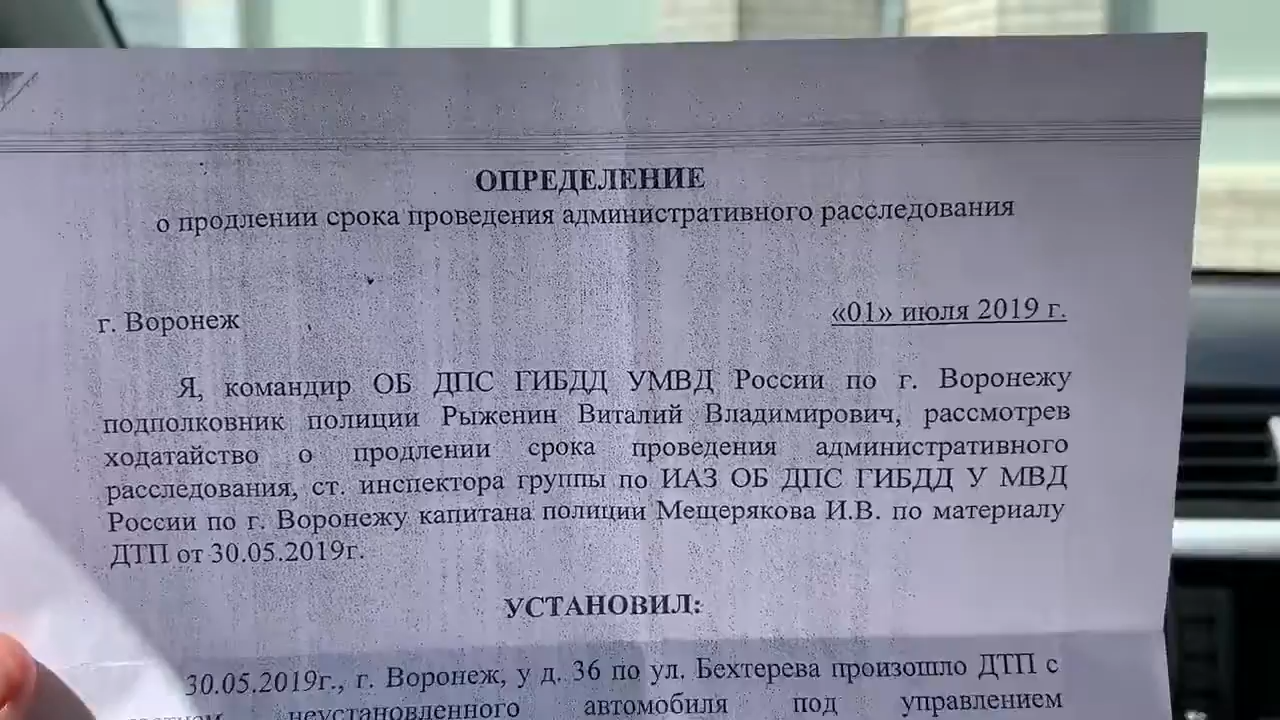 ОПРЕДЕЛЕНИЕ
о продлении срока проведения административного расследования
г. Воронеж «01» июля 2019 г.
Я, командир ОБ ДПС ГИБДД УМВД России по г. Воронежу
подполковник полиции Рыженин Виталий Владимирович, рассмотрев
ходатайство о продлении срока проведения административного
расследования, ст. инспектора группы по ИАЗ ОБ ДПС ГИБДД У МВД
России по г. Воронежу капитана полиции Мещерякова И.В. по материалу
ДТП от 30.05.2019г.
УСТАНОВИЛ:
30.05.2019г., г. Воронеж, у д. 36 по ул. Бехтерева произошло ДТП с
неустановленного автомобиля под управлением